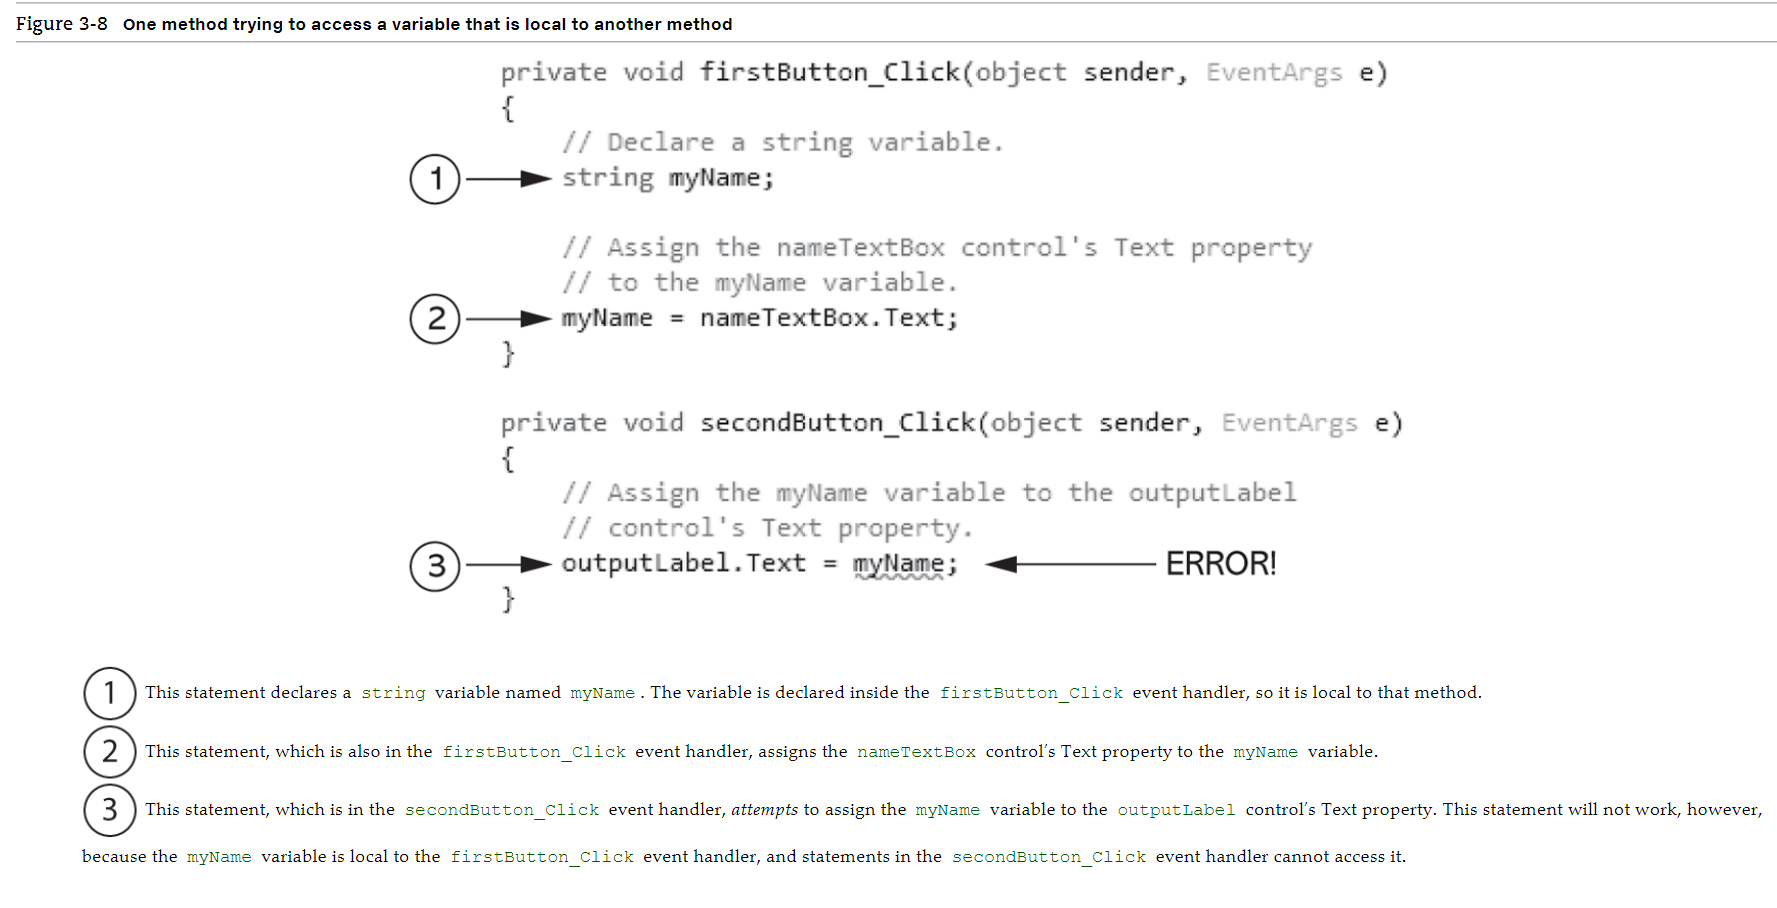 Figure 3-8 One method trying to access a variable that is local to another method
private void firstButton_Click(object sender, EventArgs e)
{
// Declare a string variable.
1 string myName;
// Assign the nameTextBox control's Text property
// to the myName variable.
2 myName = nameTextBox.Text;
}
private void secondButton_Click(object sender, EventArgs e)
{
// Assign the myName variable to the outputLabel
// control's Text property.
3 outputLabel.Text = myName; ERROR!
}
1 This statement declares a string variable named myName . The variable is declared inside the firstButton_Click event handler, so it is local to that method.
2 This statement, which is also in the firstButton_Click event handler, assigns the nameTextBox control's Text property to the myName variable.
3 This statement, which is in the secondButton_Click event handler, attempts to assign the myName variable to the outputLabel control's Text property. This statement will not work, however,
because the myName variable is local to the firstButton_Click event handler, and statements in the secondButton_Click event handler cannot access it.